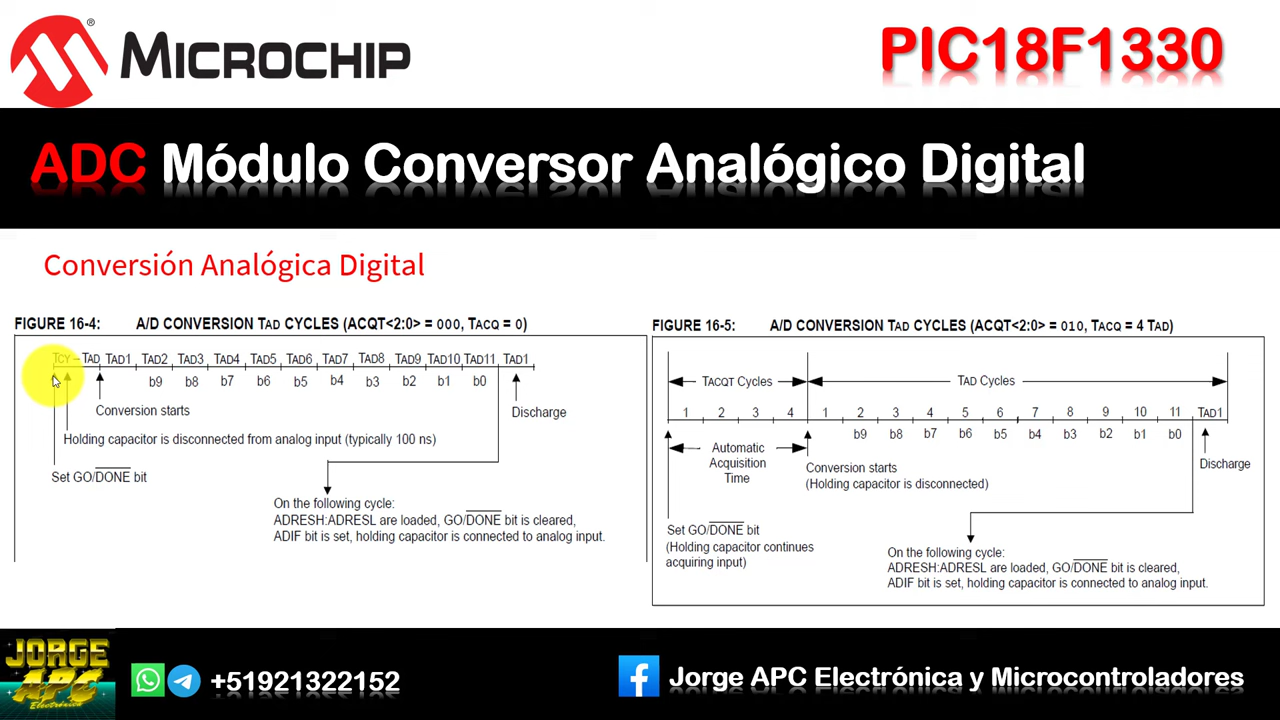 MICROCHIP®
PIC18F1330
ADC Módulo Conversor Analógico Digital
Conversión Analógica Digital
FIGURE 16-4: A/D CONVERSION TAD CYCLES (ACQT<2:0> = 000, TACQ = 0)
TCY – TAD TAD1 TAD2 TAD3 TAD4 TAD5 TAD6 TAD7 TAD8 TAD9 TAD10 TAD11 TAD1
b9 b8 b7 b6 b5 b4 b3 b2 b1 b0
Conversion starts
Discharge
Holding capacitor is disconnected from analog input (typically 100 ns)
Set GO/DONE bit
On the following cycle:
ADRESH:ADRESL are loaded, GO/DONE bit is cleared,
ADIF bit is set, holding capacitor is connected to analog input.
FIGURE 16-5: A/D CONVERSION TAD CYCLES (ACQT<2:0> = 010, TACQ = 4 TAD)
TACQT Cycles TAD Cycles
1 2 3 4 1 2 3 4 5 6 7 8 9 10 11 TAD1
b9 b8 b7 b6 b5 b4 b3 b2 b1 b0
Automatic
Acquisition
Time
Conversion starts
(Holding capacitor is disconnected)
Discharge
Set GO/DONE bit
(Holding capacitor continues
acquiring input)
On the following cycle:
ADRESH:ADRESL are loaded, GO/DONE bit is cleared,
ADIF bit is set, holding capacitor is connected to analog input.
JORGE
APC
Electrónica
+51921322152
Jorge APC Electrónica y Microcontroladores